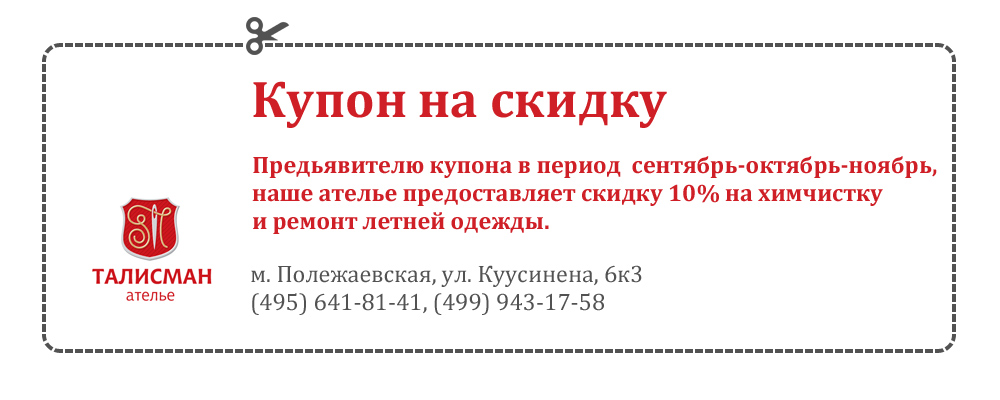 Купон на скидку
Предьявителю купона в период  сентябрь-октябрь-ноябрь,
наше ателье предоставляет скидку 10% на химчистку
и ремонт летней одежды.
ТАЛИСМАН
ателье
м. Полежаевская, ул. Куусинена, 6к3
(495) 641-81-41, (499) 943-17-58